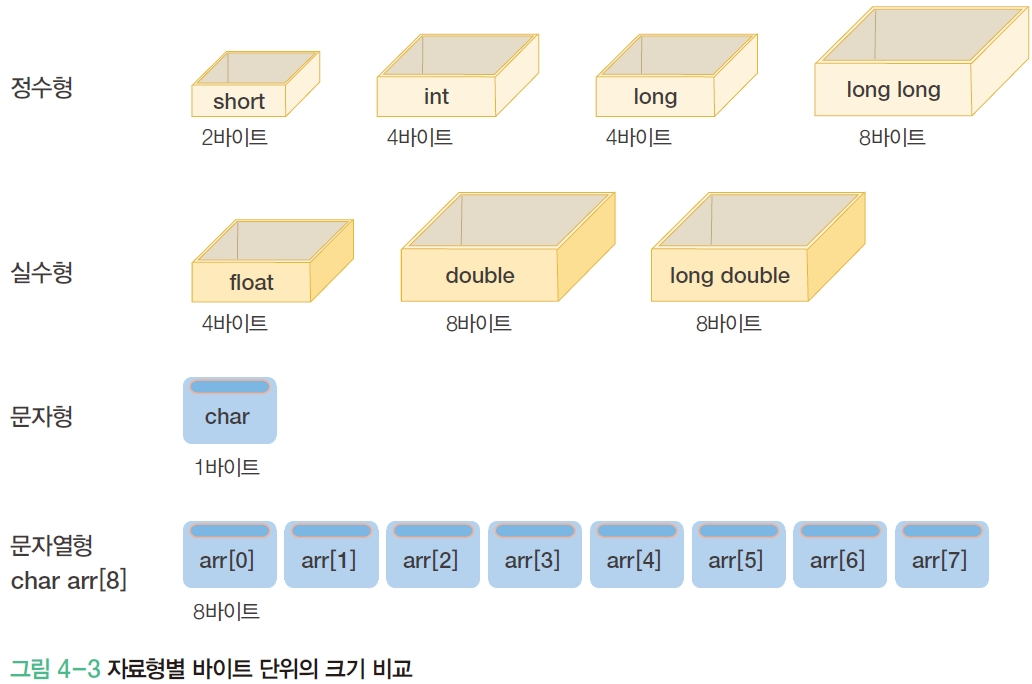 정수형
short
int
long
long long
2바이트
4바이트
4바이트
8바이트
실수형
float
double
long double
4바이트
8바이트
8바이트
문자형
char
1바이트
문자열형
char arr[8]
arr[0]
arr[1]
arr[2]
arr[3]
arr[4]
arr[5]
arr[6]
arr[7]
8바이트
그림 4-3 자료형별 바이트 단위의 크기 비교